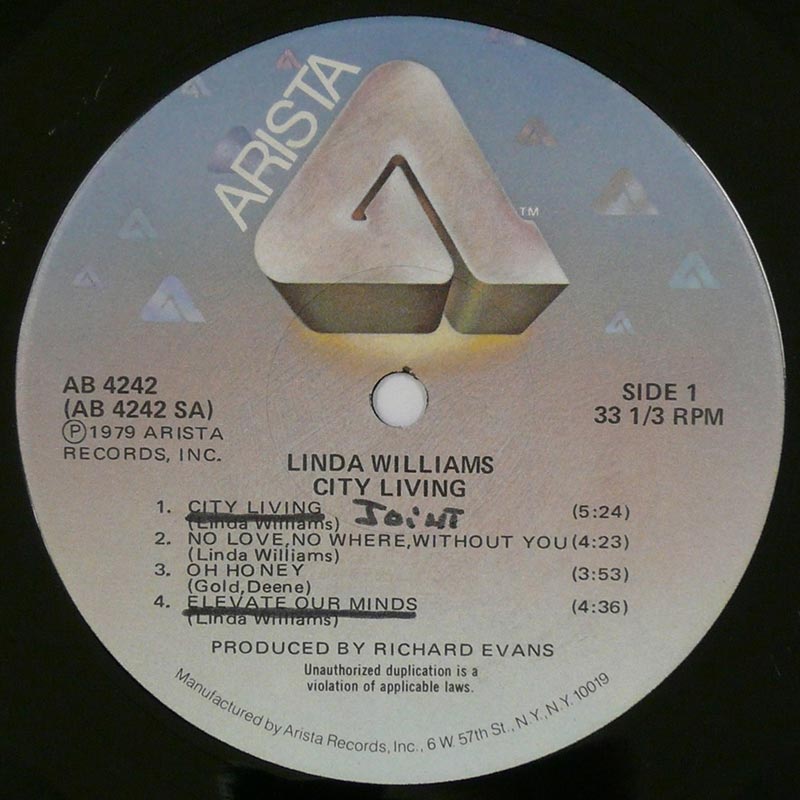 ARISTA
TM
AB 4242
(AB 4242 SA)
Ⓟ1979 ARISTA
RECORDS, INC.
SIDE 1
33 1/3 RPM
LINDA WILLIAMS
CITY LIVING
1. CITY LIVING Joint (5:24)
(Linda Williams)
2. NO LOVE,NO WHERE,WITHOUT YOU(4:23)
(Linda Williams)
3. OH HONEY (3:53)
(Gold,Deene)
4. ELEVATE OUR MINDS (4:36)
(Linda Williams)
PRODUCED BY RICHARD EVANS
Unauthorized duplication is a
violation of applicable laws.
Manufactured by Arista Records, Inc., 6 W. 57th St., N.Y., N.Y. 10019